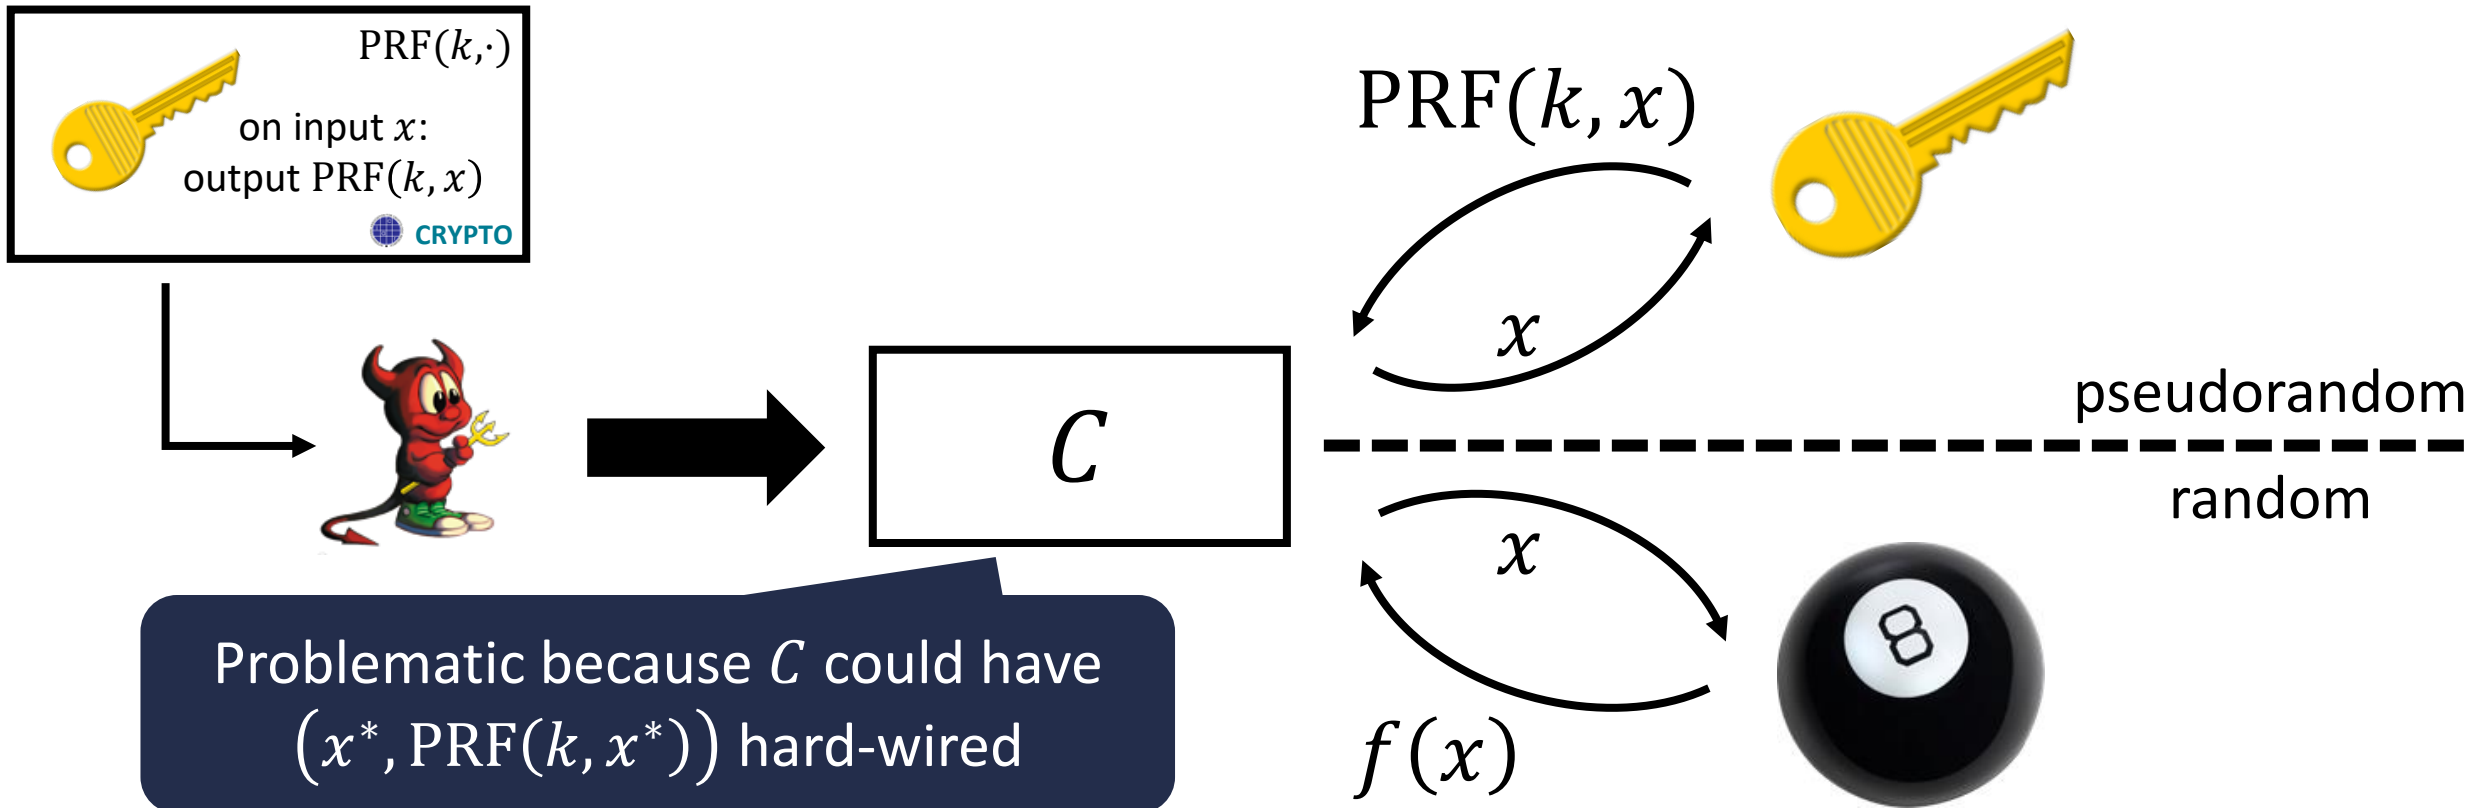 PRF(k,·)
on input x:
output PRF(k, x)
CRYPTO
PRF(k, x)
x
C
pseudorandom
random
x
f(x)
8
Problematic because C could have
(x*, PRF(k, x*)) hard-wired